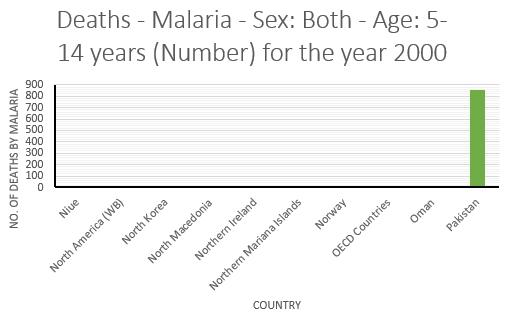 Deaths - Malaria - Sex: Both - Age: 5-
14 years (Number) for the year 2000
NO. OF DEATHS BY MALARIA
900
800
700
600
500
400
300
200
100
0
Niue
North America (WB)
North Korea
North Macedonia
Northern Ireland
Northern Mariana Islands
Norway
OECD Countries
Oman
Pakistan
COUNTRY